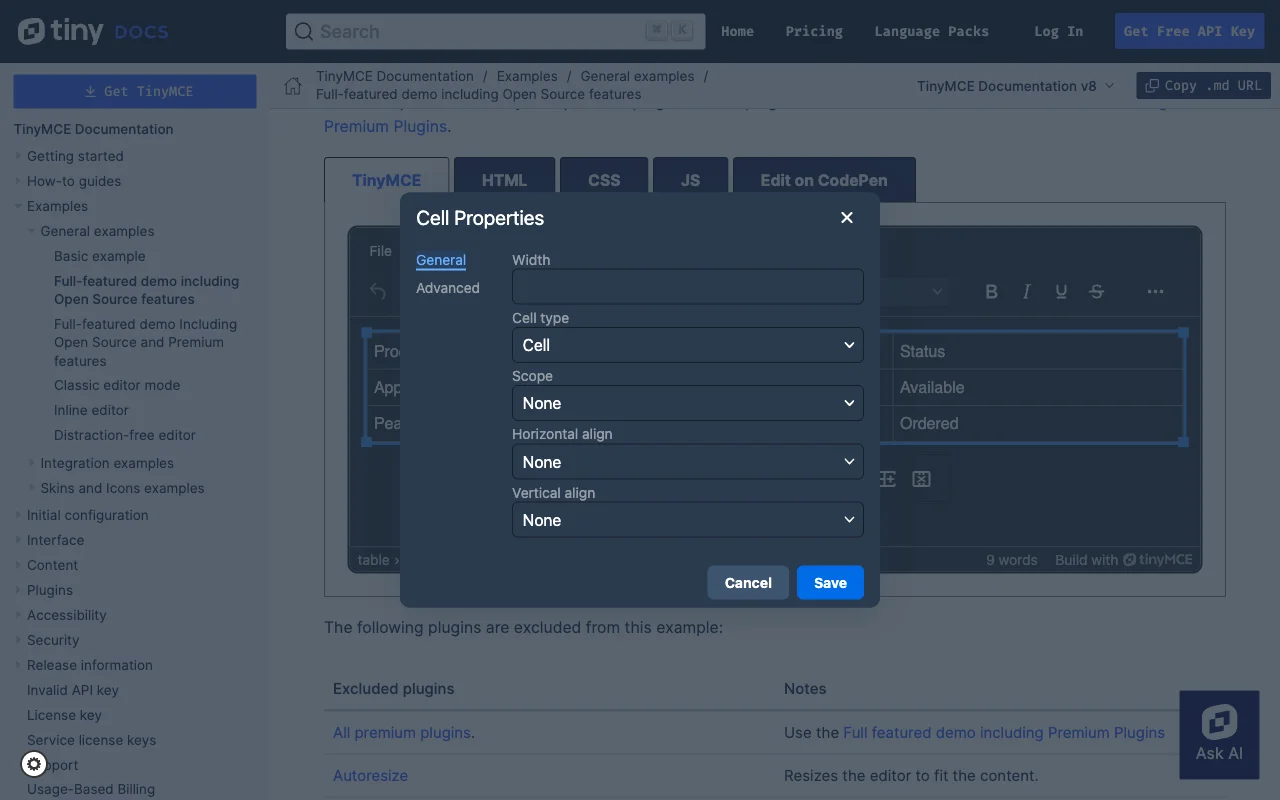 tiny DOCS
Search
⌘ K
Home
Pricing
Language Packs
Log In
Get Free API Key
Get TinyMCE
TinyMCE Documentation / Examples / General examples /
Full-featured demo including Open Source features
TinyMCE Documentation v8
Copy .md URL
TinyMCE Documentation
Getting started
How-to guides
Examples
General examples
Basic example
Full-featured demo including
Open Source features
Full-featured demo Including
Open Source and Premium
features
Classic editor mode
Inline editor
Distraction-free editor
Integration examples
Skins and Icons examples
Initial configuration
Interface
Content
Plugins
Accessibility
Security
Release information
Invalid API key
License key
Service license keys
pport
Usage-Based Billing
Premium Plugins.
TinyMCE
HTML
CSS
JS
Edit on CodePen
File
B I U S
Status
Available
Ordered
table ›
9 words
Build with tinyMCE
Cell Properties
General
Advanced
Width
Cell type
Cell
Scope
None
Horizontal align
None
Vertical align
None
Cancel
Save
The following plugins are excluded from this example:
Excluded plugins
Notes
All premium plugins.
Use the Full featured demo including Premium Plugins
Autoresize
Resizes the editor to fit the content.
Ask AI